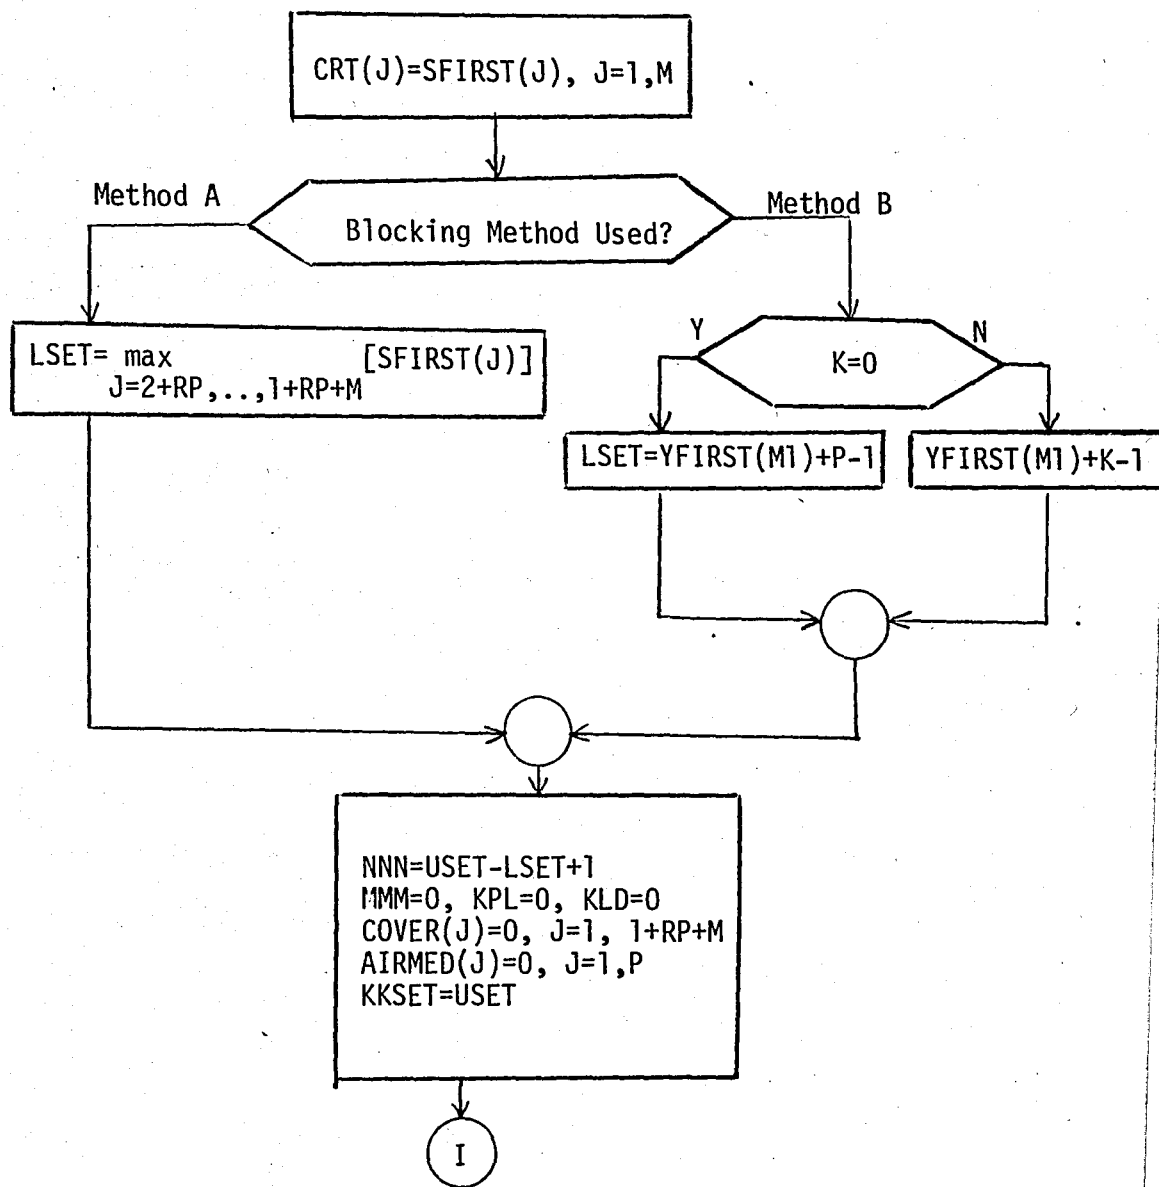 CRT(J)=SFIRST(J), J=1,M
Method A
Method B
Blocking Method Used?
LSET= max [SFIRST(J)]
J=2+RP,..,1+RP+M
Y
N
K=0
LSET=YFIRST(M1)+P-1
YFIRST(M1)+K-1
NNN=USET-LSET+1
MMM=0, KPL=0, KLD=0
COVER(J)=0, J=1, 1+RP+M
AIRMED(J)=0, J=1,P
KKSET=USET
I